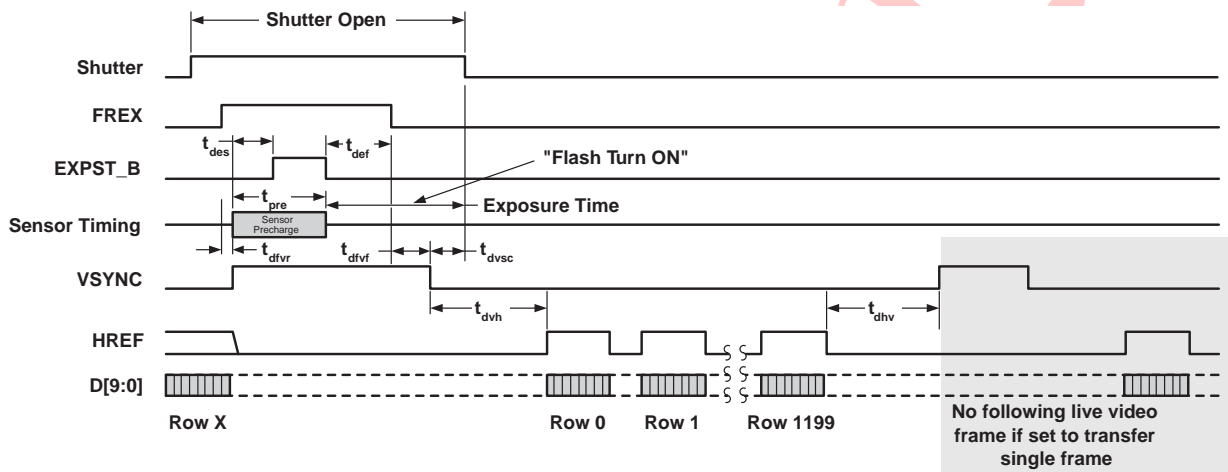 Shutter Open
Shutter
FREX
t des
t def
"Flash Turn ON"
EXPST_B
t pre
Exposure Time
Sensor Timing
Sensor
Precharge
t dfvr
t dfvf
t dvsc
VSYNC
t dvh
t dhv
HREF
D[9:0]
Row X
Row 0
Row 1
Row 1199
No following live video
frame if set to transfer
single frame